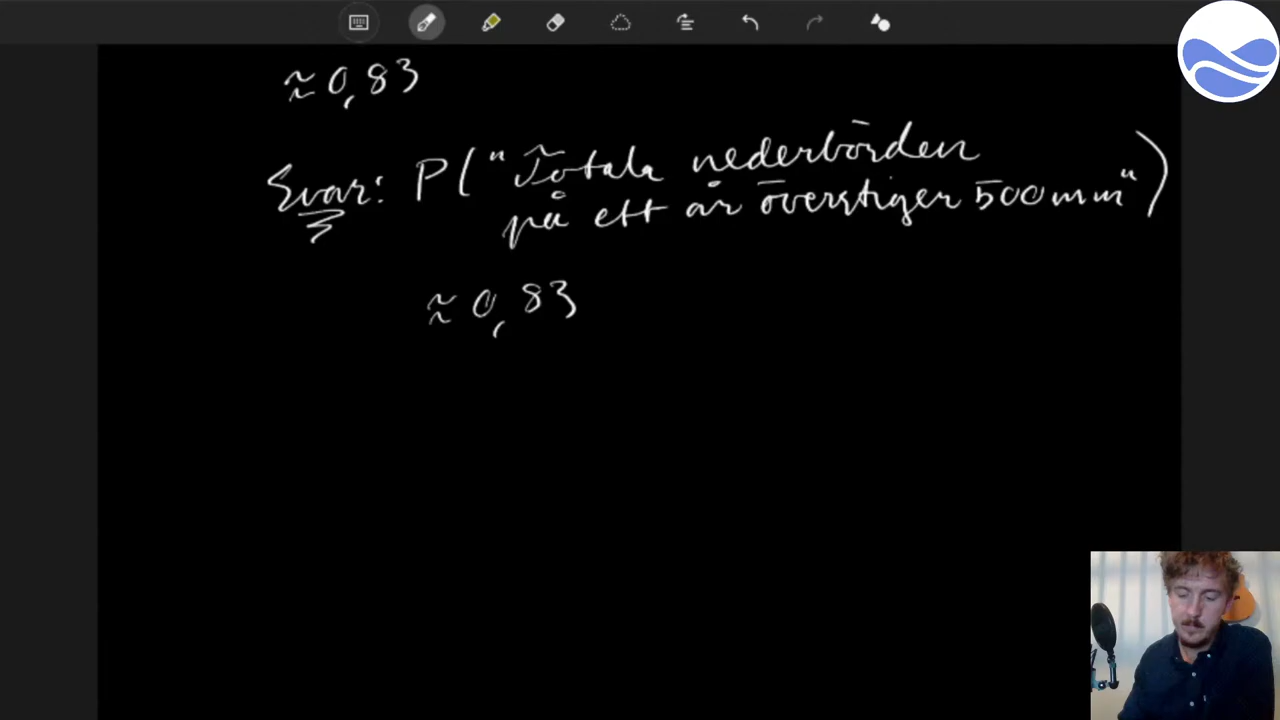 ≈ 0,83
Svar: P("Totala nederbörden
på ett år överstiger 500mm")
≈ 0,83